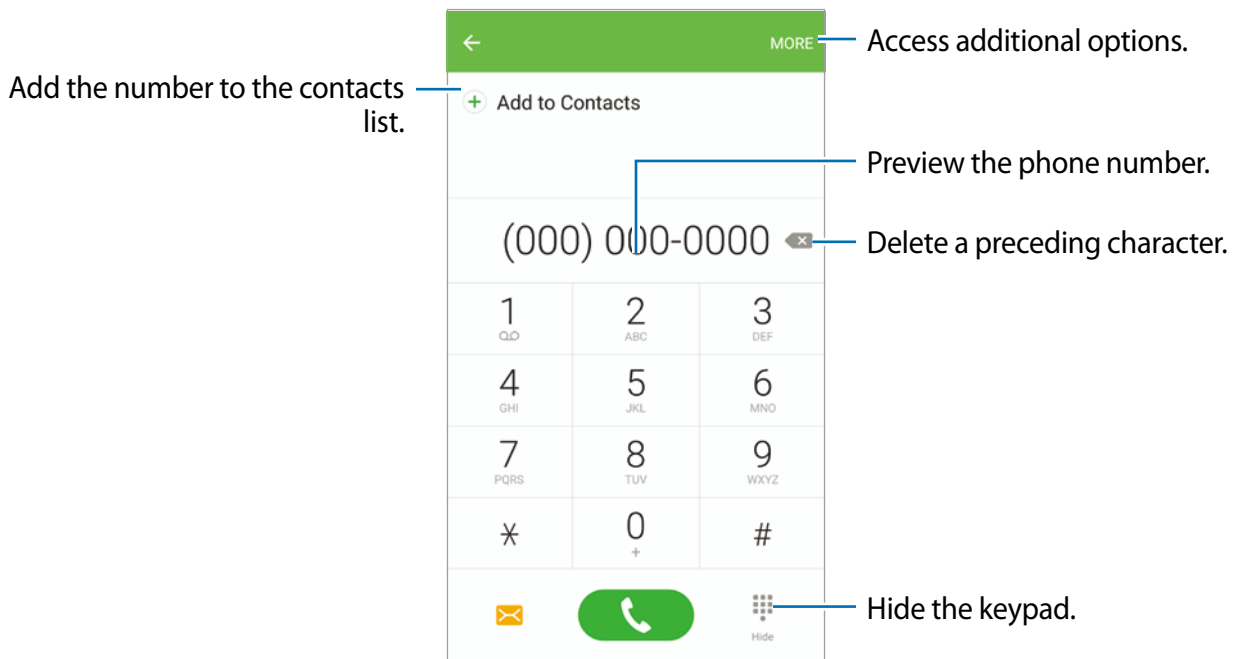 MORE
Access additional options.
Add the number to the contacts
list.
Add to Contacts
Preview the phone number.
(000) 000-0000
Delete a preceding character.
1 2 3
ABC DEF
4 5 6
GHI JKL MNO
7 8 9
PQRS TUV WXYZ
* 0 #
+
Hide the keypad.
Hide